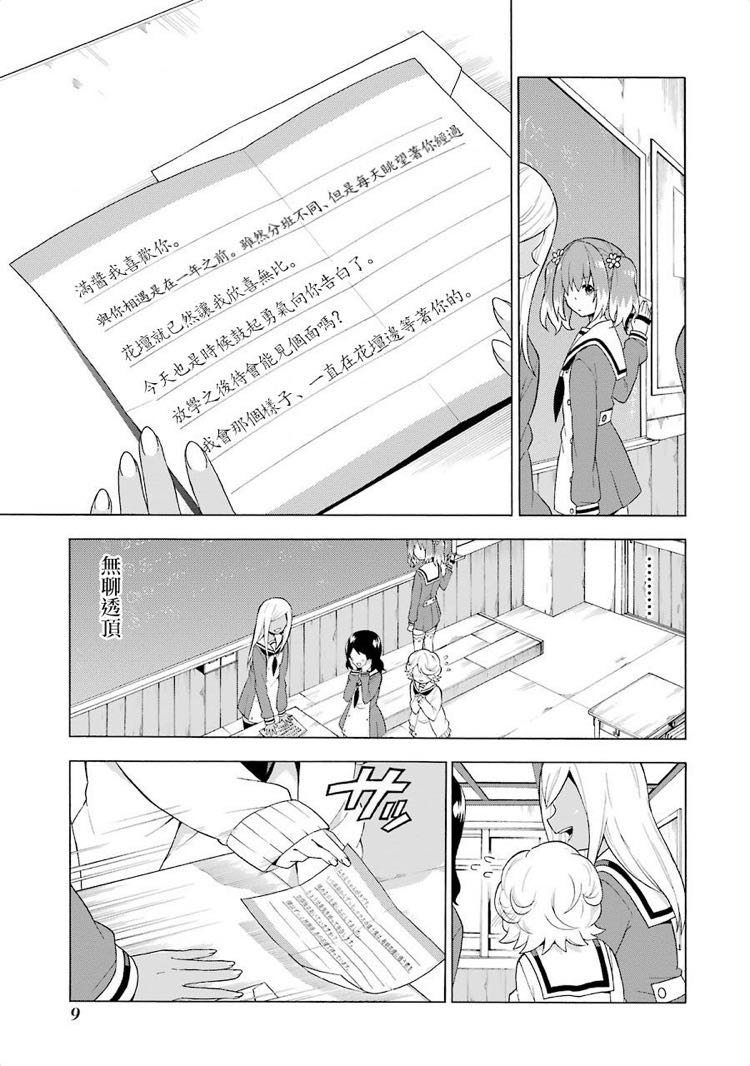 滿醬我喜歡你。
與你相遇是在一年之前。雖然分班不同、但是每天眺望著你經過
花壇就已然讓我欣喜無比。
今天也是時候鼓起勇氣向你告白了。
放學之後待會能見個面嗎?
我會那個樣子、一直在花壇邊等著你的。
………
無聊透頂
サッ
9